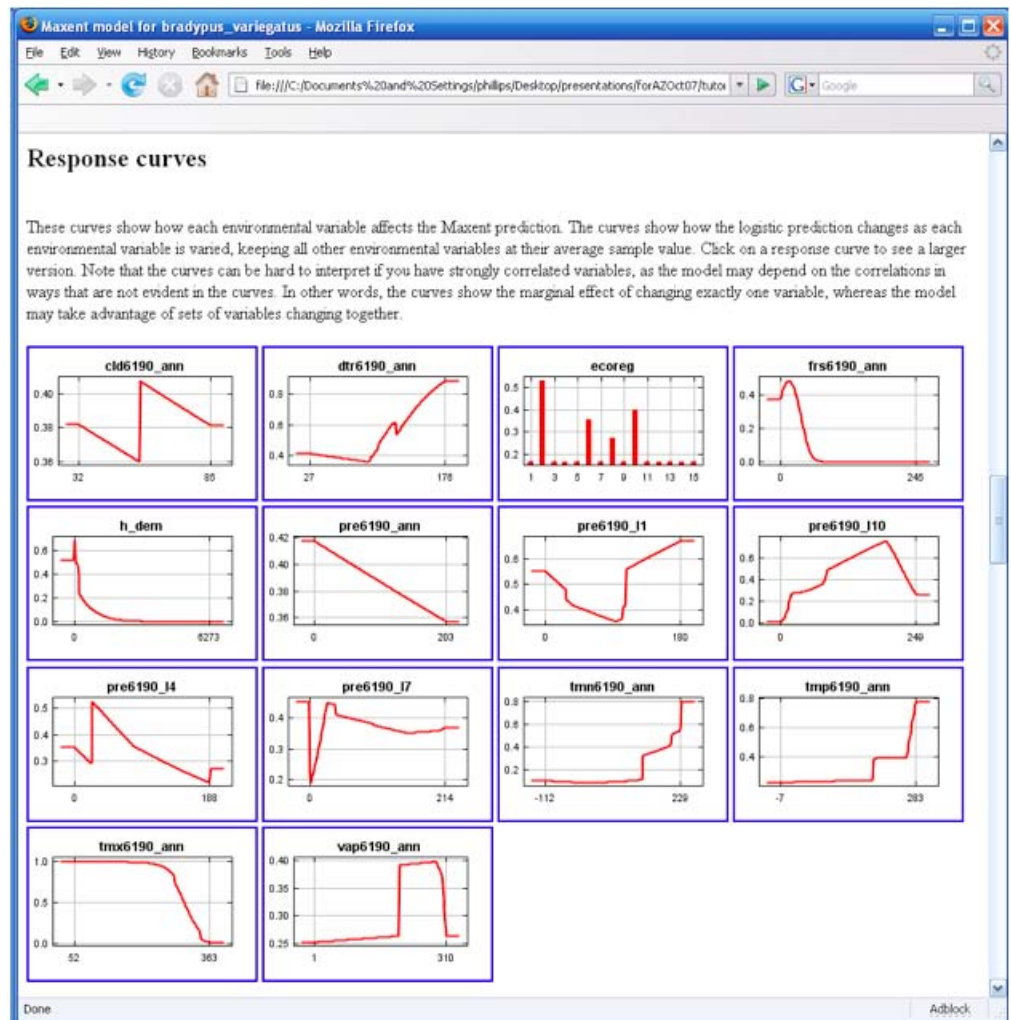 Maxent model for bradypus_variegatus - Mozilla Firefox
File Edit View History Bookmarks Tools Help
file:///C:/Documents%20and%20Settings/phillips/Desktop/presentations/forAZOct07/tutor
Google
Response curves
These curves show how each environmental variable affects the Maxent prediction. The curves show how the logistic prediction changes as each
environmental variable is varied, keeping all other environmental variables at their average sample value. Click on a response curve to see a larger
version. Note that the curves can be hard to interpret if you have strongly correlated variables, as the model may depend on the correlations in
ways that are not evident in the curves. In other words, the curves show the marginal effect of changing exactly one variable, whereas the model
may take advantage of sets of variables changing together.
cld6190_ann
0.40
0.38
0.36
32 85
dtr6190_ann
0.8
0.6
0.4
27 178
ecoreg
0.5
0.4
0.3
0.2
1 3 5 7 9 11 13 15
frs6190_ann
0.4
0.2
0.0
0
h_dem
0.6
0.4
0.2
0.0
0 6273
pre6190_ann
0.42
0.40
0.38
0.36
0 203
pre6190_l1
0.6
0.5
0.4
0 190
pre6190_l10
0.6
0.4
0.2
0.0
0 249
pre6190_l4
0.5
0.4
0.3
0 188
pre6190_l7
0.4
0.3
0.2
0 214
tmn6190_ann
0.8
0.6
0.4
0.2
-112 229
tmp6190_ann
0.8
0.4
-7 283
tmx6190_ann
1.0
0.5
0.0
52 363
vap6190_ann
0.40
0.35
0.30
0.25
1 310
Done
Adblock